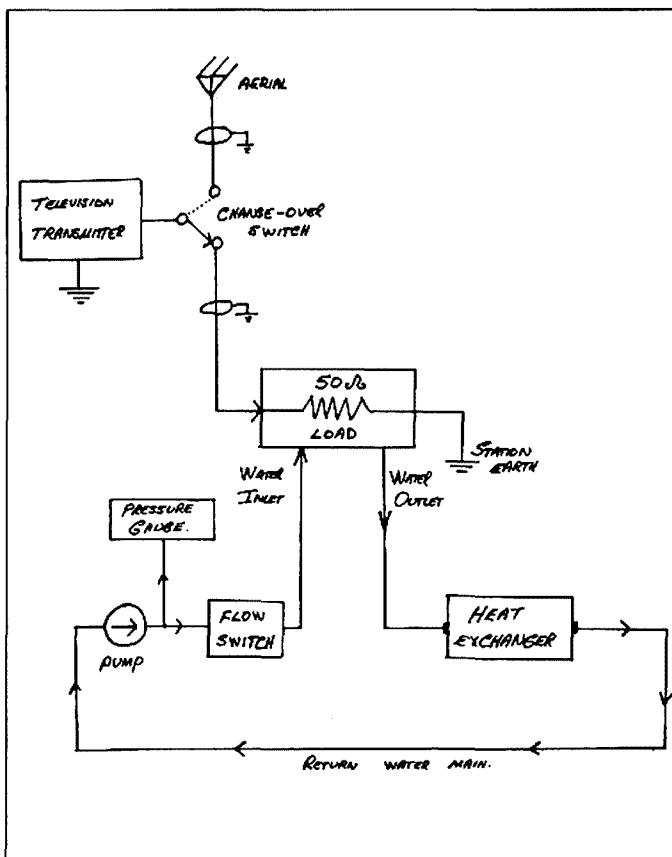 AERIAL
TELEVISION
TRANSMITTER
CHANGE-OVER
SWITCH
50Ω
LOAD
WATER
INLET
WATER
OUTLET
STATION
EARTH
PRESSURE
GAUGE.
FLOW
SWITCH
PUMP
HEAT
EXCHANGER
RETURN WATER MAIN.